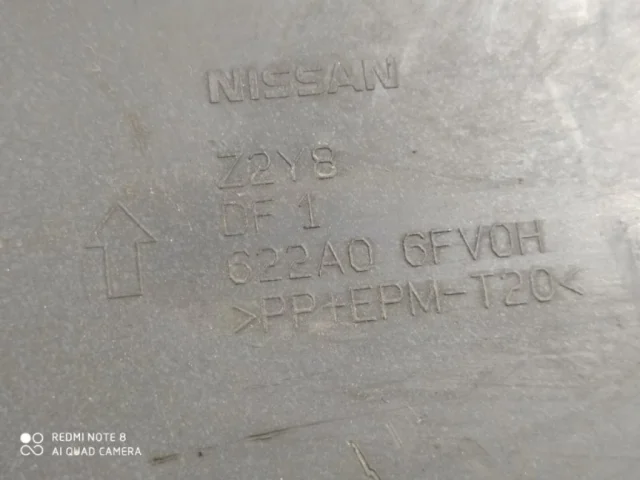 NISSAN
Z2Y8
DF 1
622A0 6FV0H
>PP+EPM-T20<
REDMI NOTE 8
AI QUAD CAMERA